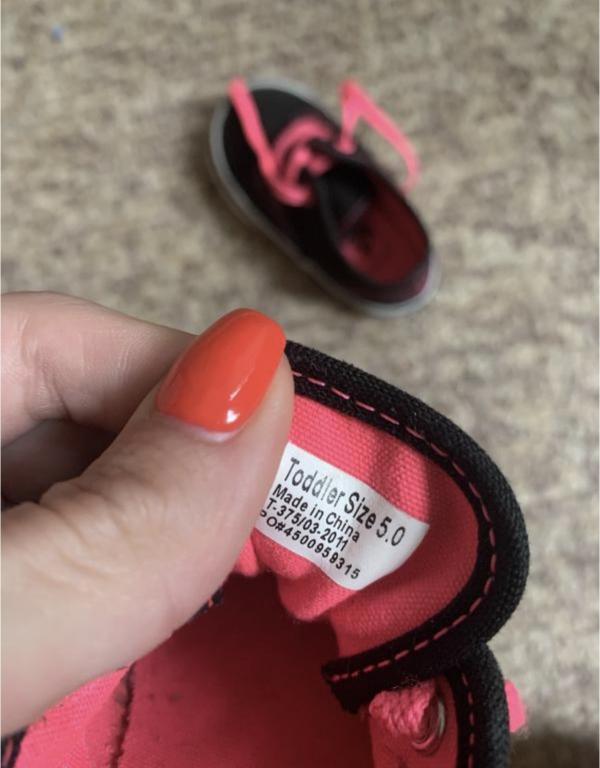 Toddler Size 5.0
Made in China
T-375/03-2011
PO#4500959315